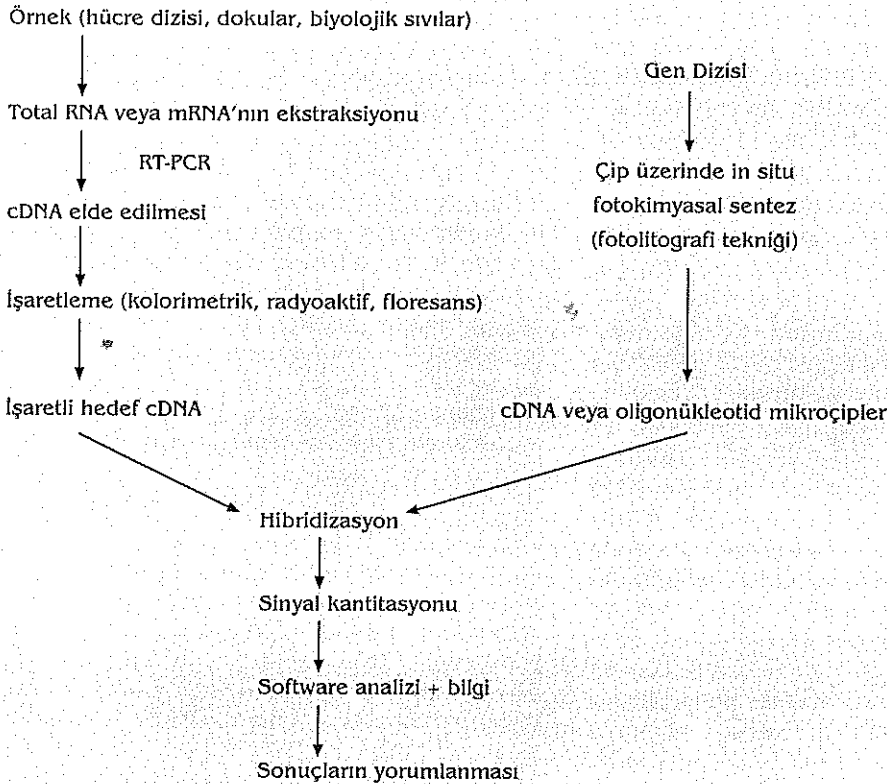 Örnek (hücre dizisi, dokular, biyolojik sıvılar)
Total RNA veya mRNA'nın ekstraksiyonu
RT-PCR
cDNA elde edilmesi
İşaretleme (kolorimetrik, radyoaktif, floresans)
İşaretli hedef cDNA
Gen Dizisi
Çip üzerinde in situ
fotokimyasal sentez
(fotolitografi tekniği)
cDNA veya oligonükleotid mikroçipler
Hibridizasyon
Sinyal kantitasyonu
Software analizi + bilgi
Sonuçların yorumlanması